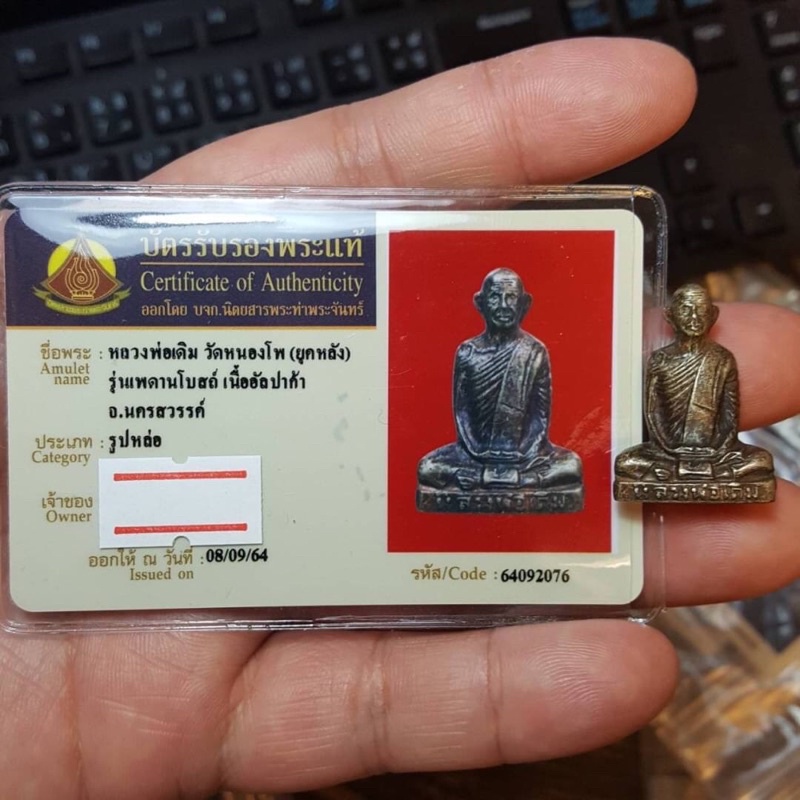 บัตรรับรองพระแท้
Certificate of Authenticity
ออกโดย บจก.นิตยสารพระท่าพระจันทร์
ชื่อพระ : หลวงพ่อเดิม วัดหนองโพ (ยุคหลัง)
Amulet name
รุ่นเพดานโบสถ์ เนื้ออัลปาก้า
จ.นครสวรรค์
ประเภท : รูปหล่อ
Category
เจ้าของ
Owner
ออกให้ ณ วันที่ : 08/09/64
Issued on
รหัส/Code : 64092076
หลวงพ่อเดิม
หลวงพ่อเดิม